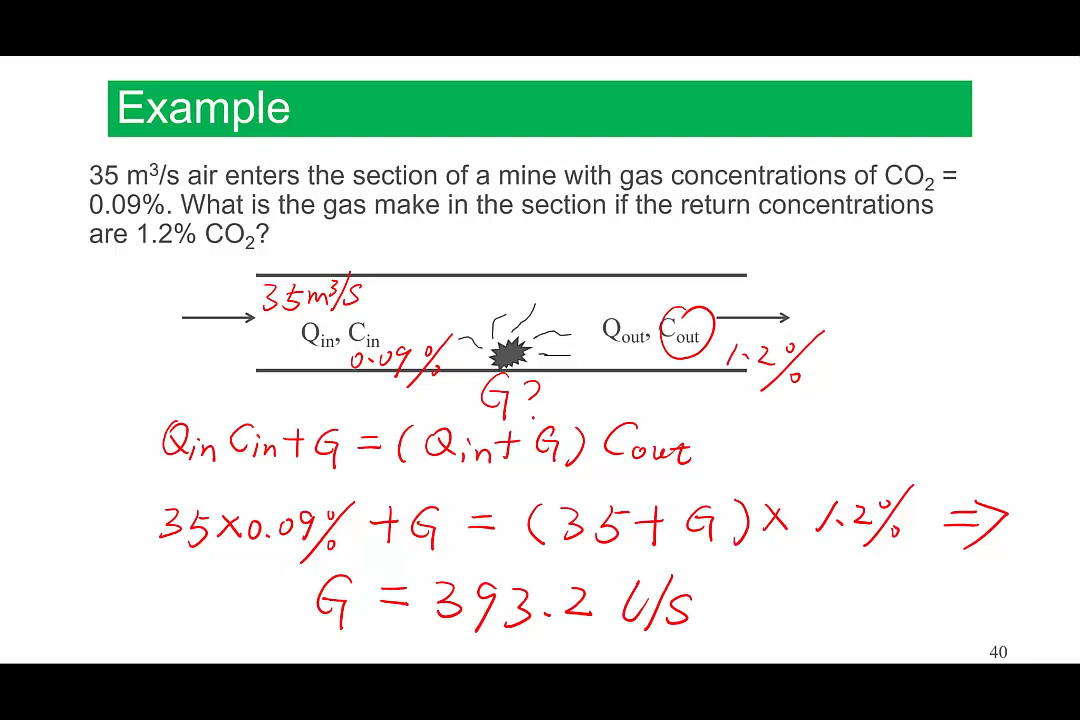 Example
35 m³/s air enters the section of a mine with gas concentrations of CO₂ =
0.09%. What is the gas make in the section if the return concentrations
are 1.2% CO₂?
35m³/s
Qin, Cin
0.09%
Qout, Cout
1.2%
G?
Qin Cin + G = (Qin + G) Cout
35 × 0.09% + G = (35 + G) × 1.2% ⇒
G = 393.2 L/s
40